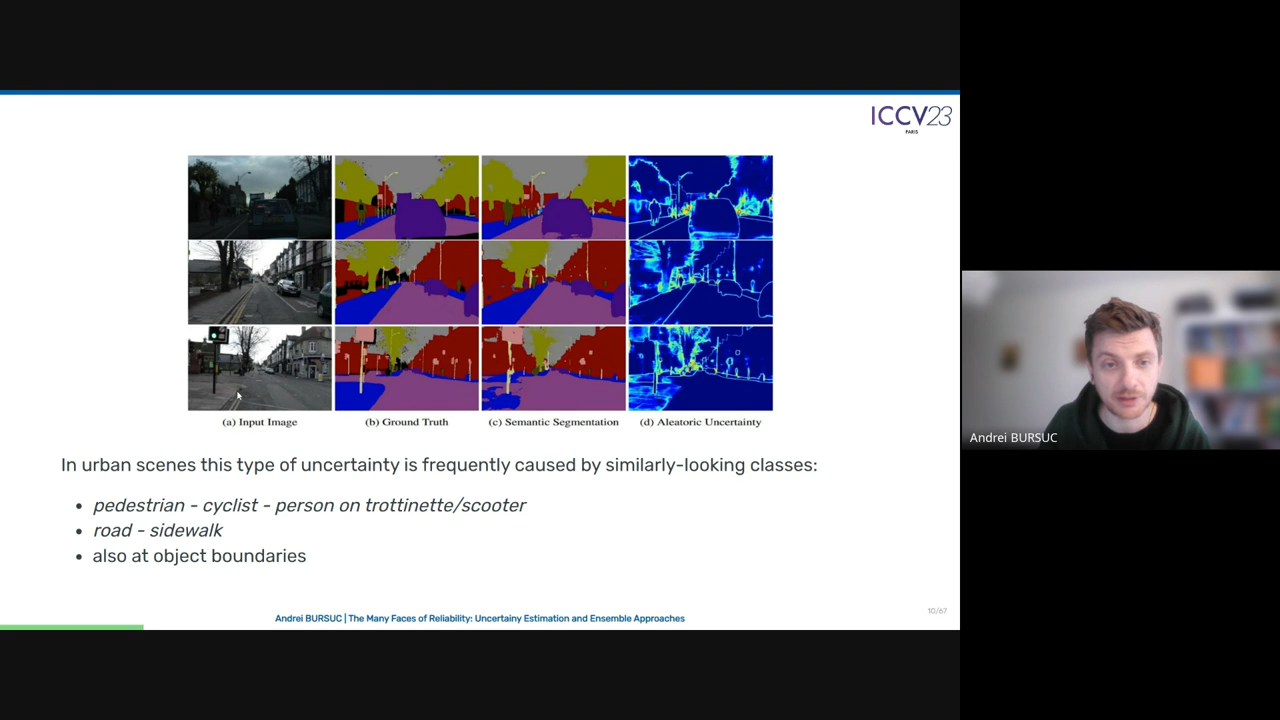 ICCV23
PARIS
(a) Input Image (b) Ground Truth (c) Semantic Segmentation (d) Aleatoric Uncertainty
In urban scenes this type of uncertainty is frequently caused by similarly-looking classes:
• pedestrian - cyclist - person on trottinette/scooter
• road - sidewalk
• also at object boundaries
Andrei BURSUC | The Many Faces of Reliability: Uncertainy Estimation and Ensemble Approaches
10/67
Andrei BURSUC